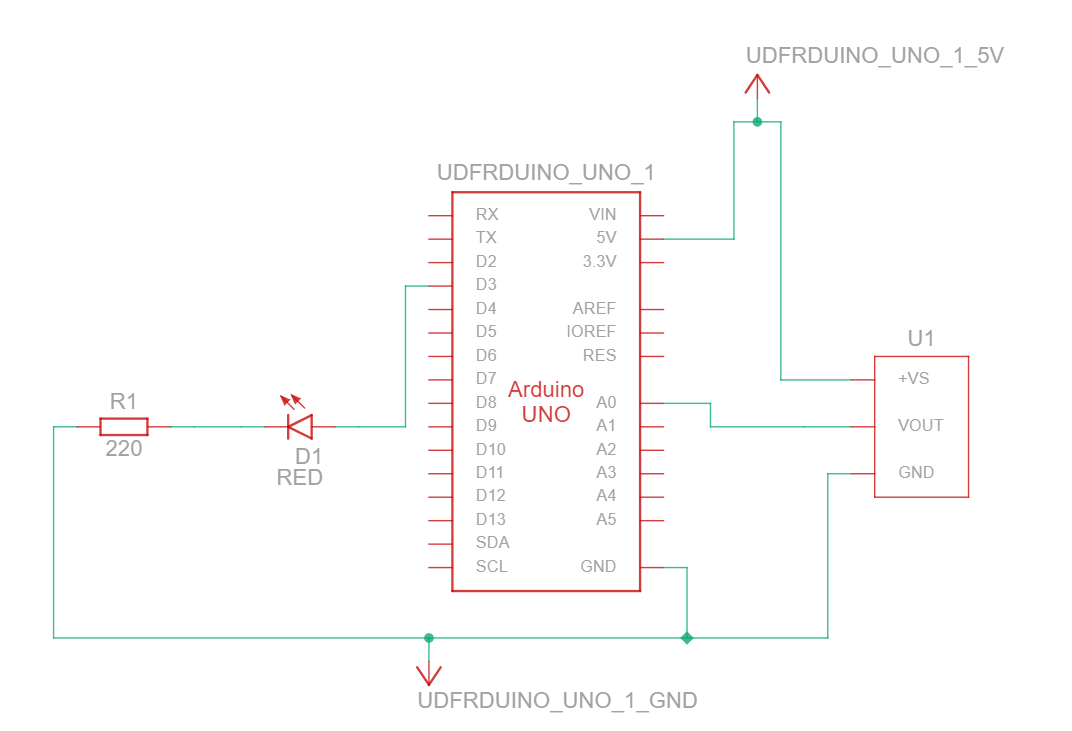 UDFRDUINO_UNO_1_5V
UDFRDUINO_UNO_1
RX VIN
TX 5V
D2 3.3V
D3
D4 AREF
D5 IOREF
U1
D6 RES
D7 +VS
Arduino
R1
D8 A0
UNO
D9 A1 VOUT
220
D1
D10 A2
RED
D11 A3 GND
D12 A4
D13 A5
SDA
SCL GND
UDFRDUINO_UNO_1_GND